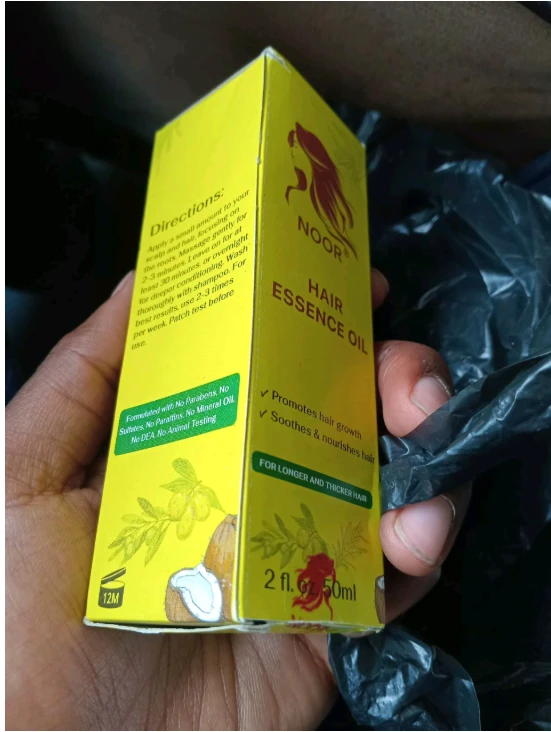 Directions:
Apply a small amount to your
scalp and hair, focusing on
the roots. Massage gently for
2-3 minutes. Leave on for at
least 30 minutes, or overnight
for deeper conditioning. Wash
thoroughly with shampoo. For
best results, use 2-3 times
per week. Patch test before
use.
Formulated with No Parabens, No
Sulfates, No Paraffins, No Mineral Oil,
No DEA, No Animal Testing
12M
NOOR®
HAIR
ESSENCE OIL
✓ Promotes hair growth
✓ Soothes & nourishes hair
FOR LONGER AND THICKER HAIR
2 fl. oz 50ml